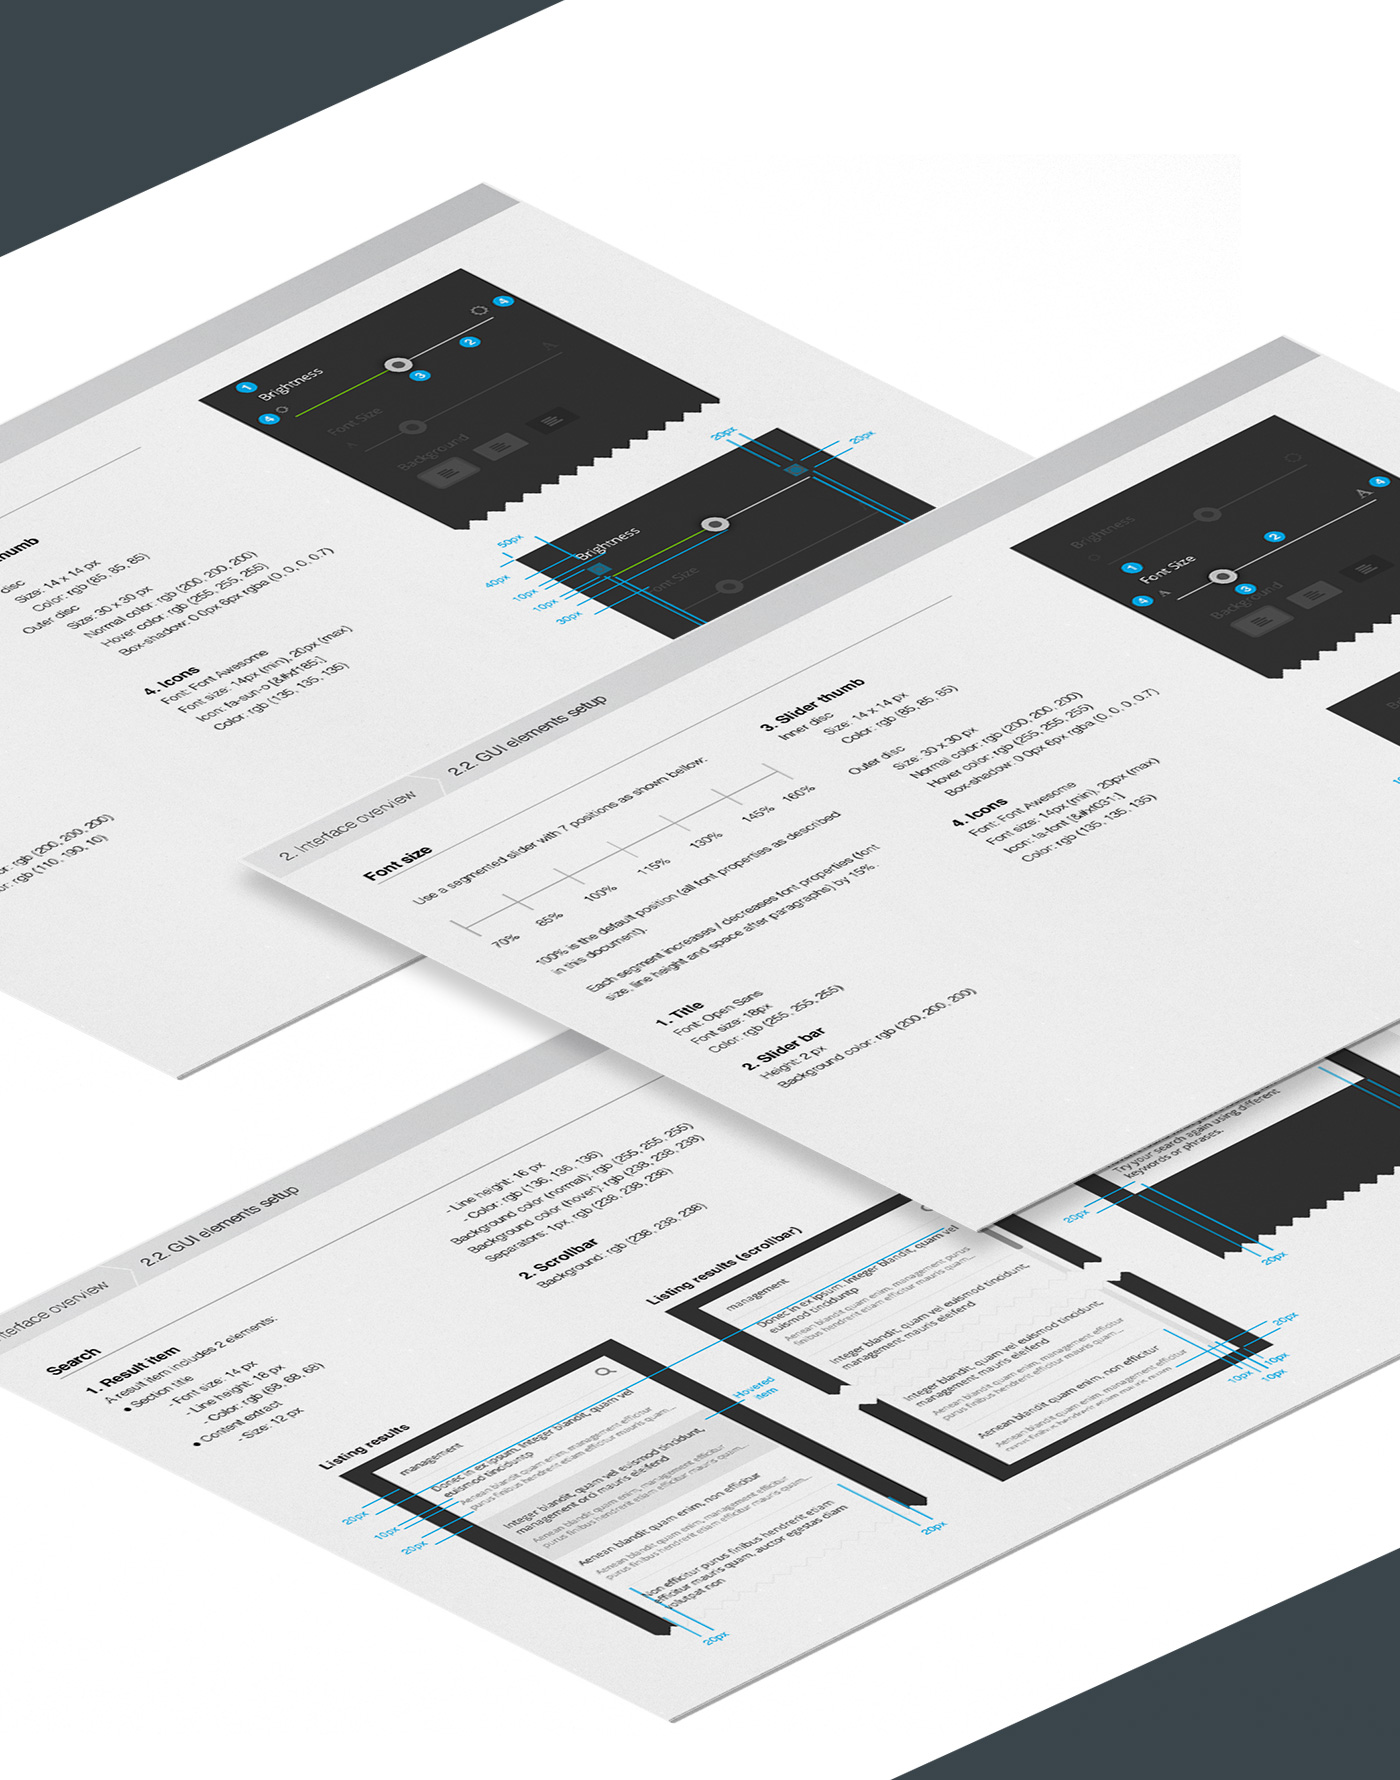 Brightness
Font Size
Background
1
2
3
4
4
humb
disc
Size: 14 x 14 px
Color: rgb (85, 85, 85)
Outer disc
Size: 30 x 30 px
Normal color: rgb (200, 200, 200)
Hover color: rgb (255, 255, 255)
Box-shadow: 0 0px 6px rgba (0, 0, 0, 0.7)
4. Icons
Font: Font Awesome
Font size: 14px (min), 20px (max)
Icon: fa-sun-o [&#xf185;]
Color: rgb (135, 135, 135)
r: rgb (200, 200, 200)
r: rgb (110, 190, 10)
20px
20px
50px
40px
10px
10px
30px
Brightness
Font Size
2. Interface overview
2.2. GUI elements setup
Font size
Use a segmented slider with 7 positions as shown bellow:
70%
85%
100%
115%
130%
145%
160%
100% is the default position (all font properties as described
in this document).
Each segment increases / decreases font properties (font
size, line height and space after paragraphs) by 15%.
1. Title
Font: Open Sans
Font size: 18px
Color: rgb (255, 255, 255)
2. Slider bar
Height: 2 px
Background color: rgb (200, 200, 200)
3. Slider thumb
Inner disc
Size: 14 x 14 px
Color: rgb (85, 85, 85)
Outer disc
Size: 30 x 30 px
Normal color: rgb (200, 200, 200)
Hover color: rgb (255, 255, 255)
Box-shadow: 0 0px 6px rgba (0, 0, 0, 0.7)
4. Icons
Font: Font Awesome
Font size: 14px (min), 20px (max)
Icon: fa-font [&#xf031;]
Color: rgb (135, 135, 135)
Brightness
Font Size
Background
A
A
1
2
3
4
4
nterface overview
2.2. GUI elements setup
Search
1. Result item
A result item includes 2 elements:
• Section title
- Font size: 14 px
- Line height: 18 px
- Color: rgb (68, 68, 68)
• Content extract
- Size: 12 px
- Line height: 16 px
- Color: rgb (136, 136, 136)
Background color (normal): rgb (255, 255, 255)
Background color (hover): rgb (238, 238, 238)
Separators: 1px, rgb (238, 238, 238)
2. Scrollbar
Background: rgb (238, 238, 238)
Listing results
management
Donec in ex ipsum. Integer blandit, quam vel
euismod tinciduntp
Aenean blandit quam enim, management efficitur
purus finibus hendrerit etiam efficitur mauris quam...
Integer blandit, quam vel euismod tincidunt,
management orci mauris eleifend
Aenean blandit quam enim, management efficitur
purus finibus hendrerit etiam efficitur mauris quam...
Aenean blandit quam enim, non efficitur
Aenean blandit quam enim, management efficitur
purus finibus hendrerit etiam efficitur mauris quam...
Non efficitur purus finibus hendrerit etiam
efficitur mauris quam, auctor egestas diam
volutpat non
20px
10px
20px
Hovered
item
20px
20px
Listing results (scrollbar)
management
Donec in ex ipsum. Integer blandit, quam vel
euismod tinciduntp
Aenean blandit quam enim, management purus
finibus hendrerit etiam efficitur mauris quam...
Integer blandit, quam vel euismod tincidunt,
management mauris eleifend
Integer blandit, quam vel euismod tincidunt,
management mauris eleifend
Aenean blandit quam enim, management efficitur
purus finibus hendrerit etiam efficitur mauris quam...
Aenean blandit quam enim, non efficitur
Aenean blandit quam enim, management efficitur
purus finibus hendrerit etiam efficitur mauris quam...
20px
10px
10px
10px
Try your search again using different
keywords or phrases.
20px
20px